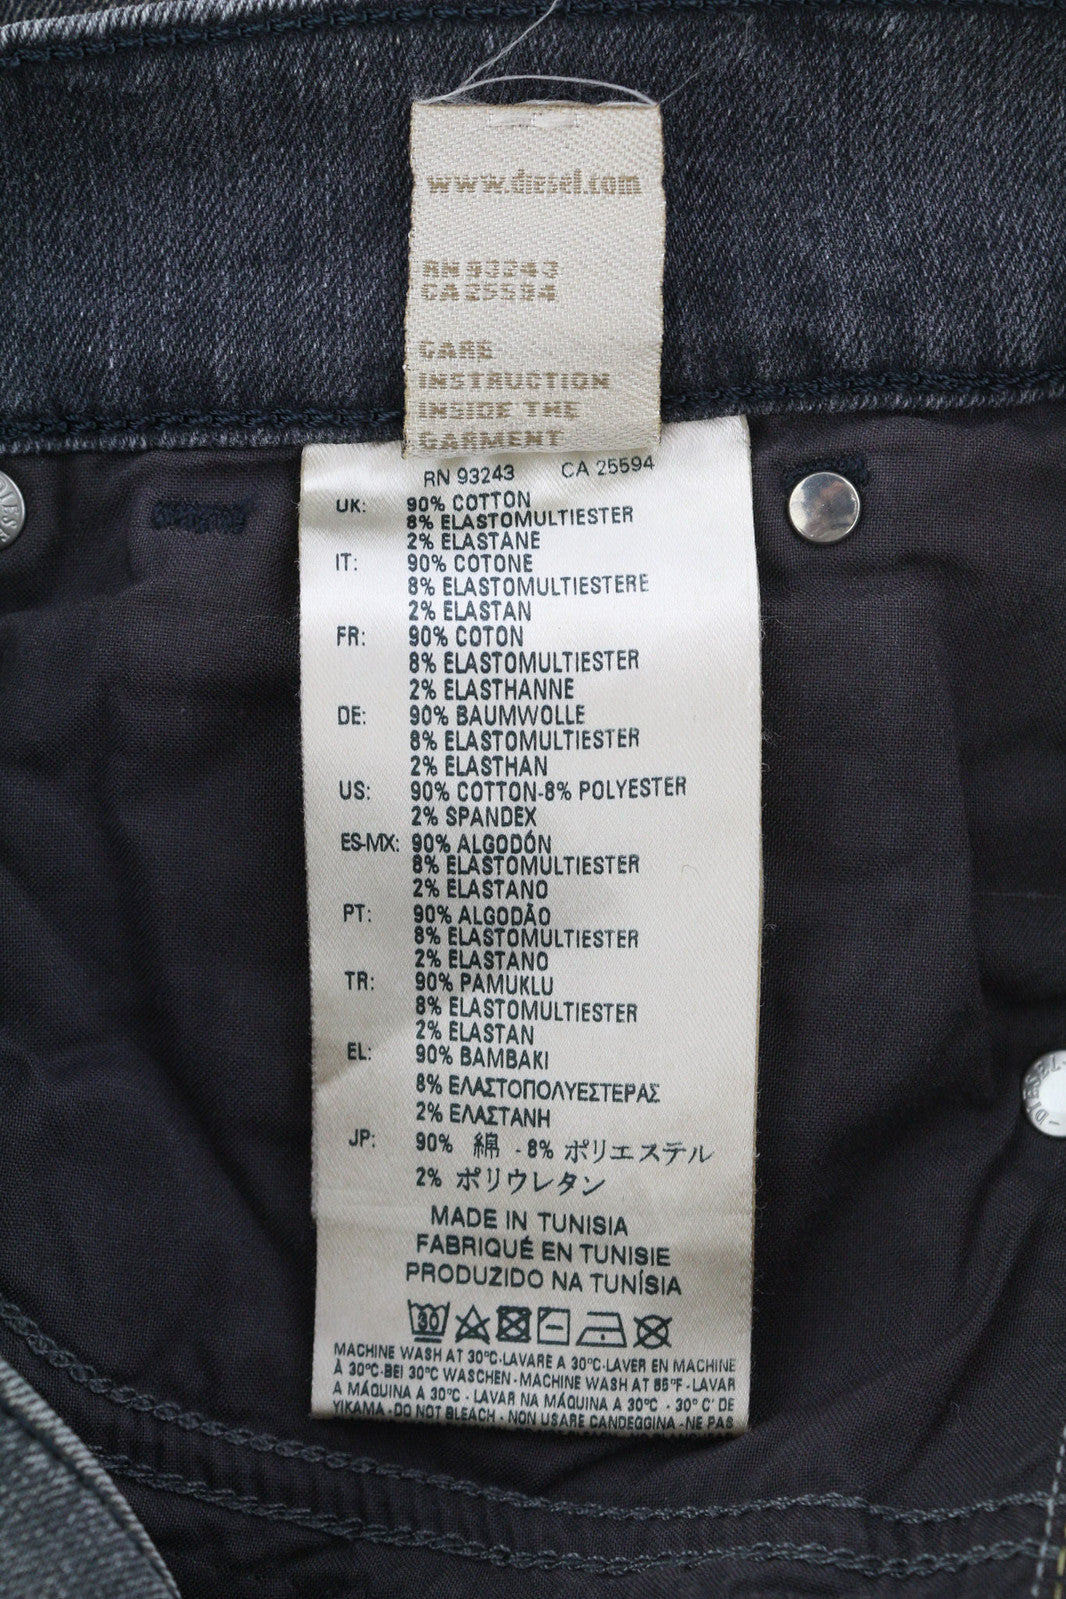 www.diesel.com
RN 93243
CA 25594
CARE
INSTRUCTION
INSIDE THE
GARMENT
RN 93243 CA 25594
UK: 90% COTTON
8% ELASTOMULTIESTER
2% ELASTANE
IT: 90% COTONE
8% ELASTOMULTIESTERE
2% ELASTAN
FR: 90% COTON
8% ELASTOMULTIESTER
2% ELASTHANNE
DE: 90% BAUMWOLLE
8% ELASTOMULTIESTER
2% ELASTHAN
US: 90% COTTON-8% POLYESTER
2% SPANDEX
ES-MX: 90% ALGODÓN
8% ELASTOMULTIESTER
2% ELASTANO
PT: 90% ALGODÃO
8% ELASTOMULTIESTER
2% ELASTANO
TR: 90% PAMUKLU
8% ELASTOMULTIESTER
2% ELASTAN
EL: 90% BAMBAKI
8% ΕΛΑΣΤΟΠΟΛΥΕΣΤΕΡΑΣ
2% ΕΛΑΣΤΑΝΗ
JP: 90% 綿 - 8% ポリエステル
2% ポリウレタン
MADE IN TUNISIA
FABRIQUÉ EN TUNISIE
PRODUZIDO NA TUNÍSIA
30
MACHINE WASH AT 30°C-LAVARE A 30°C-LAVER EN MACHINE
À 30°C-BEI 30°C WASCHEN - MACHINE WASH AT 85°F - LAVAR
A MÁQUINA A 30°C - LAVAR NA MÁQUINA A 30°C - 30° C' DE
YIKAMA - DO NOT BLEACH - NON USARE CANDEGGINA - NE PAS
DIESEL